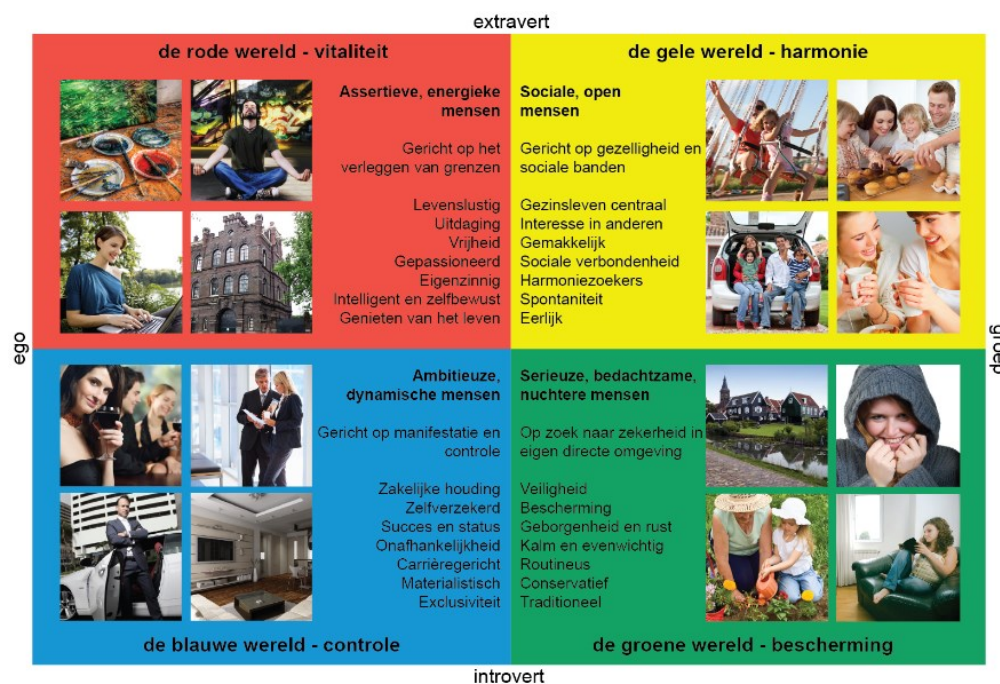 extravert
de rode wereld - vitaliteit
Assertieve, energieke
mensen
Gericht op het
verleggen van grenzen
Levenslustig
Uitdaging
Vrijheid
Gepassioneerd
Eigenzinnig
Intelligent en zelfbewust
Genieten van het leven
de gele wereld - harmonie
Sociale, open
mensen
Gericht op gezelligheid en
sociale banden
Gezinsleven centraal
Interesse in anderen
Gemakkelijk
Sociale verbondenheid
Harmoniezoekers
Spontaniteit
Eerlijk
ego
groep
Ambitieuze,
dynamische mensen
Gericht op manifestatie en
controle
Zakelijke houding
Zelfverzekerd
Succes en status
Onafhankelijkheid
Carrièregericht
Materialistisch
Exclusiviteit
de blauwe wereld - controle
Serieuze, bedachtzame,
nuchtere mensen
Op zoek naar zekerheid in
eigen directe omgeving
Veiligheid
Bescherming
Geborgenheid en rust
Kalm en evenwichtig
Routineus
Conservatief
Traditioneel
de groene wereld - bescherming
introvert